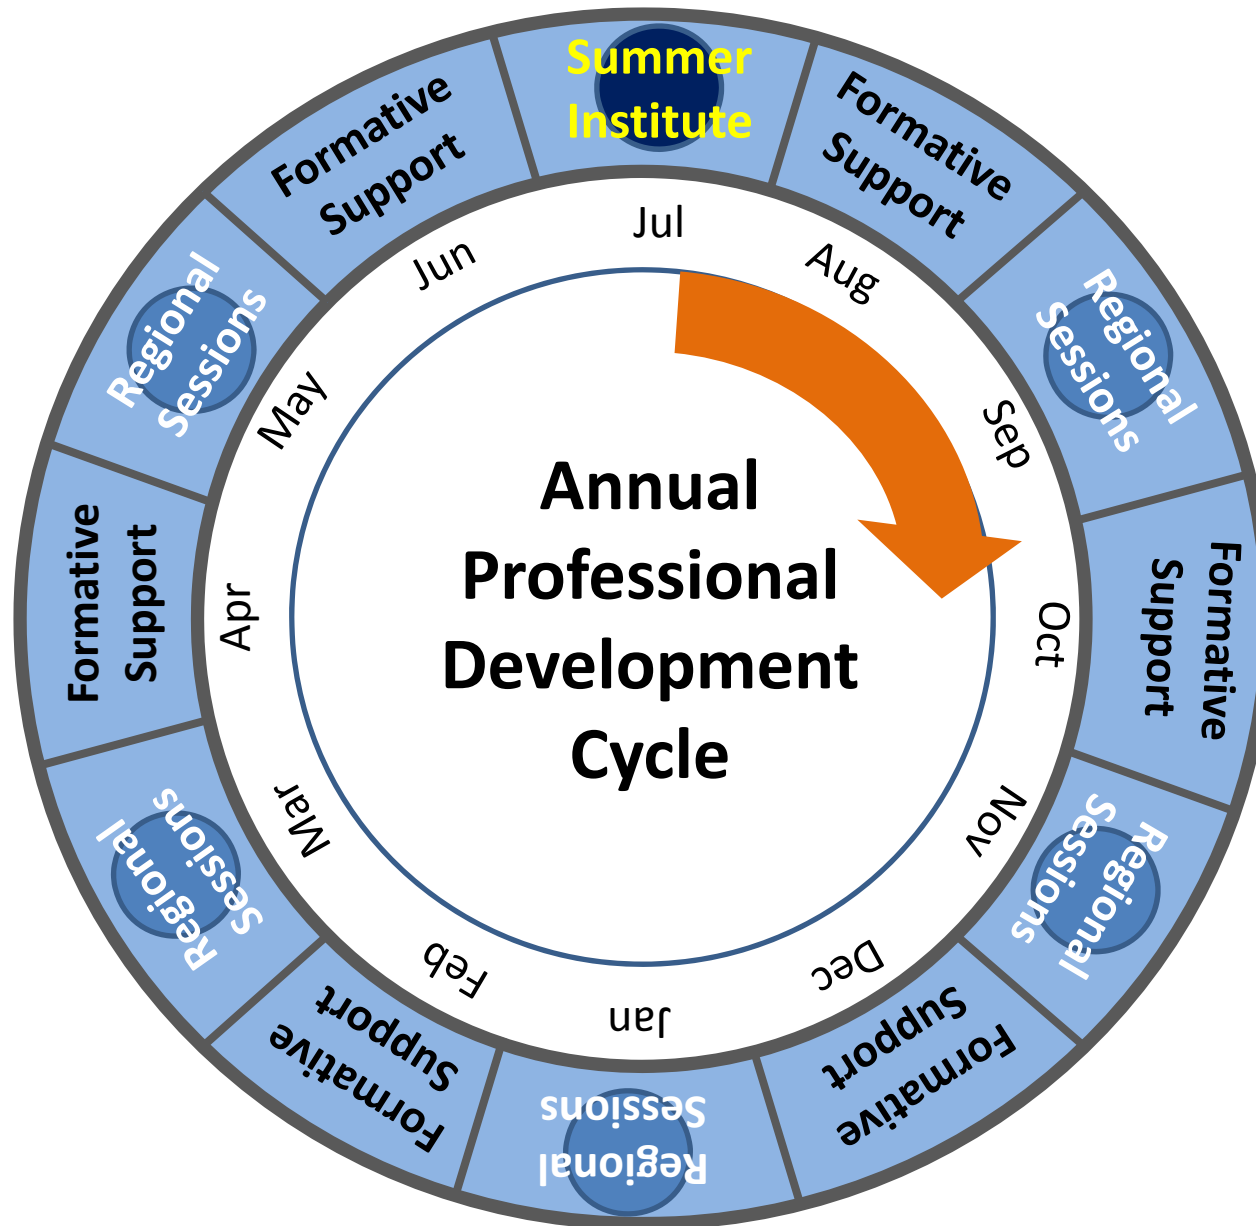 Summer
Institute
Formative
Support
Regional
Sessions
Formative
Support
Regional
Sessions
Formative
Support
Regional
Sessions
Formative
Support
Regional
Sessions
Formative
Support
Regional
Sessions
Formative
Support
Jul
Aug
Sep
Oct
Nov
Dec
Jan
Feb
Mar
Apr
May
Jun
Annual
Professional
Development
Cycle